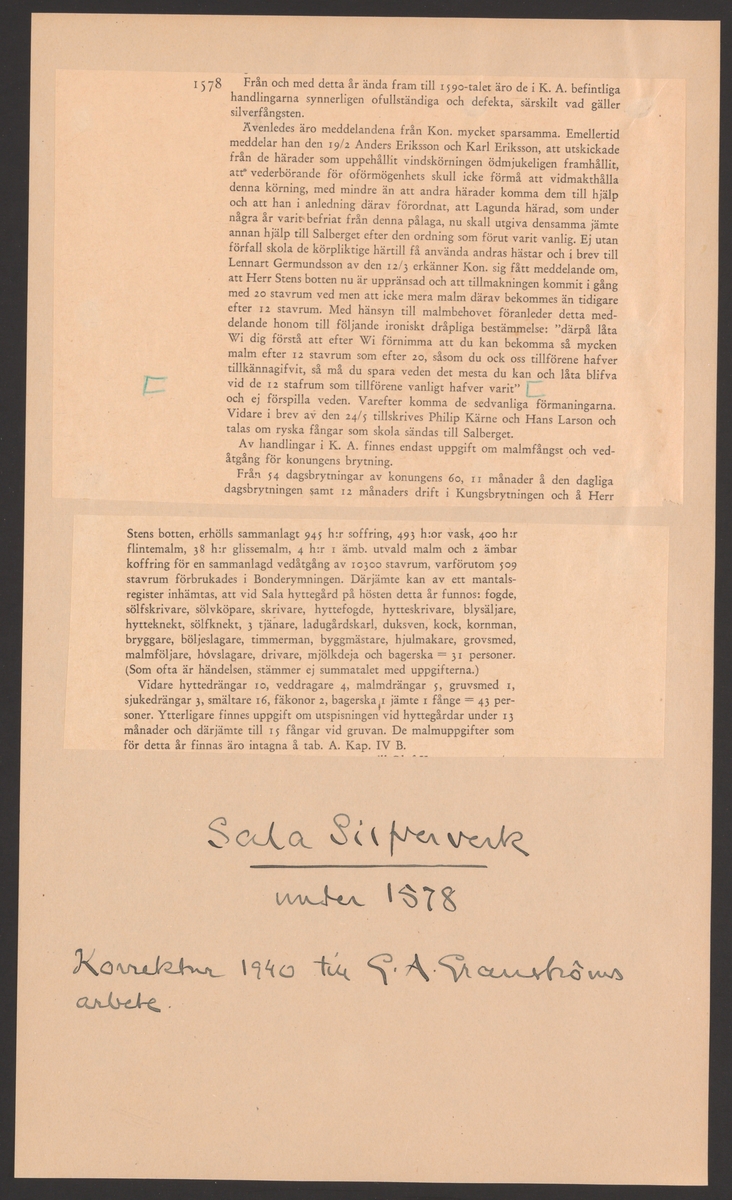 1578 Från och med detta år ända fram till 1590-talet äro de i K. A. befintliga
handlingarna synnerligen ofullständiga och defekta, särskilt vad gäller
silverfångsten.
Ävenledes äro meddelandena från Kon. mycket sparsamma. Emellertid
meddelar han den 19/2 Anders Eriksson och Karl Eriksson, att utskickade
från de härader som uppehållit vindskörningen ödmjukeligen framhållit,
att vederbörande för oförmögenhets skull icke förmå att vidmakthålla
denna körning, med mindre än att andra härader komma dem till hjälp
och att han i anledning därav förordnat, att Lagunda härad, som under
några år varit befriat från denna pålaga, nu skall utgiva densamma jämte
annan hjälp till Salberget efter den ordning som förut varit vanlig. Ej utan
förfall skola de körpliktige härtill få använda andras hästar och i brev till
Lennart Germundsson av den 12/3 erkänner Kon. sig fått meddelande om,
att Herr Stens botten nu är uppränsad och att tillmakningen kommit i gång
med 20 stavrum ved men att icke mera malm därav bekommes än tidigare
efter 12 stavrum. Med hänsyn till malmbehovet föranleder detta med-
delande honom till följande ironiskt dråpliga bestämmelse: "därpå låta
Wi dig förstå att efter Wi förnimma att du kan bekomma så mycken
malm efter 12 stavrum som efter 20, såsom du ock oss tillförene hafver
tillkännagifvit, så må du spara veden det mesta du kan och låta blifva
vid de 12 stafrum som tillförene vanligt hafver varit"
och ej förspilla veden. Varefter komma de sedvanliga förmaningarna.
Vidare i brev av den 24/5 tillskrives Philip Kärne och Hans Larson och
talas om ryska fångar som skola sändas till Salberget.
Av handlingar i K. A. finnes endast uppgift om malmfångst och ved-
åtgång för konungens brytning.
Från 54 dagsbrytningar av konungens 60, 11 månader å den dagliga
dagsbrytningen samt 12 månaders drift i Kungsbrytningen och å Herr
Stens botten, erhölls sammanlagt 945 h:r soffring, 493 h:or vask, 400 h:r
flintemalm, 38 h:r glissemalm, 4 h:r 1 ämb. utvald malm och 2 ämbar
koffring för en sammanlagd vedåtgång av 10300 stavrum, varförutom 509
stavrum förbrukades i Bonderymningen. Därjämte kan av ett mantals-
register inhämtas, att vid Sala hyttegård på hösten detta år funnos: fogde,
sölfskrivare, sölvköpare, skrivare, hyttefogde, hytteskrivare, blysäljare,
hytteknekt, sölfknekt, 3 tjänare, ladugårdskarl, duksven, kock, kornman,
bryggare, böljeslagare, timmerman, byggmästare, hjulmakare, grovsmed,
malmföljare, hovslagare, drivare, mjölkdeja och bagerska = 31 personer.
(Som ofta är händelsen, stämmer ej summatalet med uppgifterna.)
Vidare hyttedrängar 10, veddragare 4, malmdrängar 5, gruvsmed 1,
sjukedrängar 3, smältare 16, fäkonor 2, bagerska 1 jämte 1 fånge = 43 per-
soner. Ytterligare finnes uppgift om utspisningen vid hyttegårdar under 13
månader och därjämte till 15 fångar vid gruvan. De malmuppgifter som
för detta år finnas äro intagna å tab. A. Kap. IV B.
Sala Silfververk
under 1578
Korrektur 1940 till G. A. Granströms
arbete.